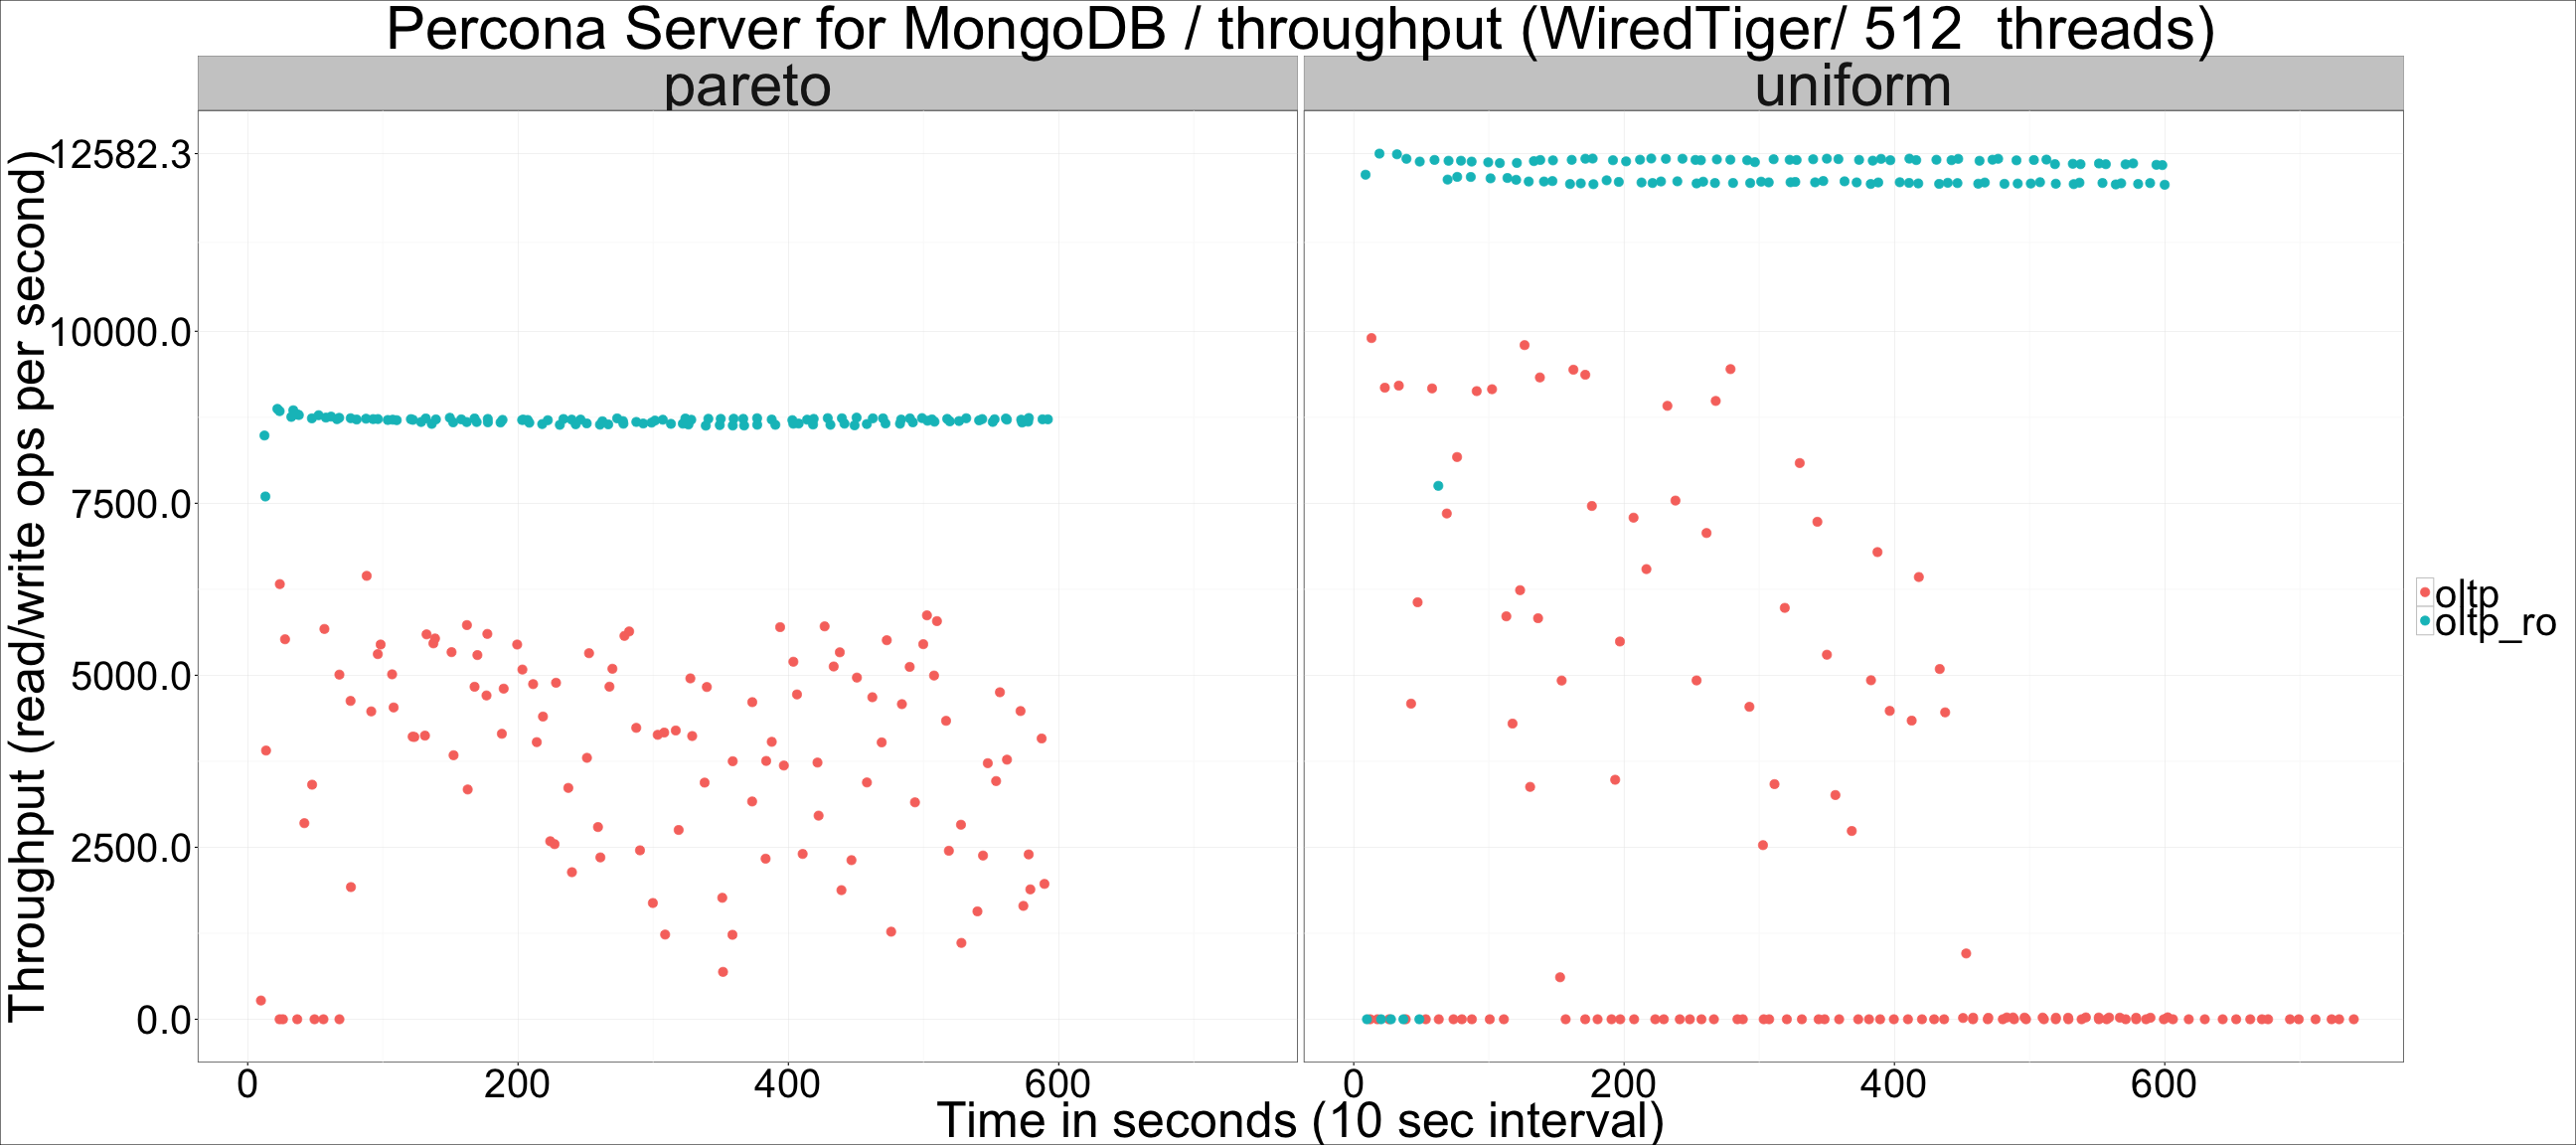 Percona Server for MongoDB / throughput (WiredTiger/ 512  threads)
pareto
uniform
Throughput (read/write ops per second)
12582.3
10000.0
7500.0
5000.0
2500.0
0.0
0 200 400 600
0 200 400 600
Time in seconds (10 sec interval)
oltp
oltp_ro